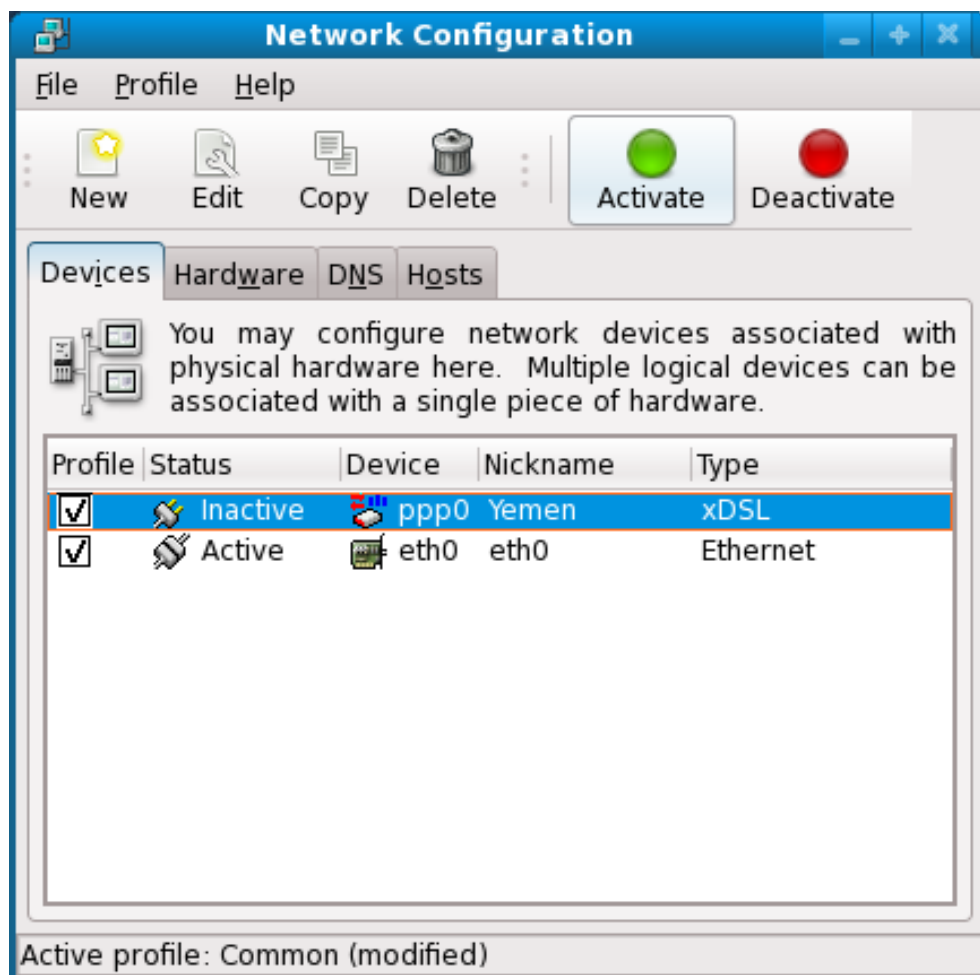 Network Configuration
File Profile Help
New Edit Copy Delete Activate Deactivate
Devices Hardware DNS Hosts
You may configure network devices associated with
physical hardware here. Multiple logical devices can be
associated with a single piece of hardware.
Profile Status Device Nickname Type
Inactive ppp0 Yemen xDSL
Active eth0 eth0 Ethernet
Active profile: Common (modified)